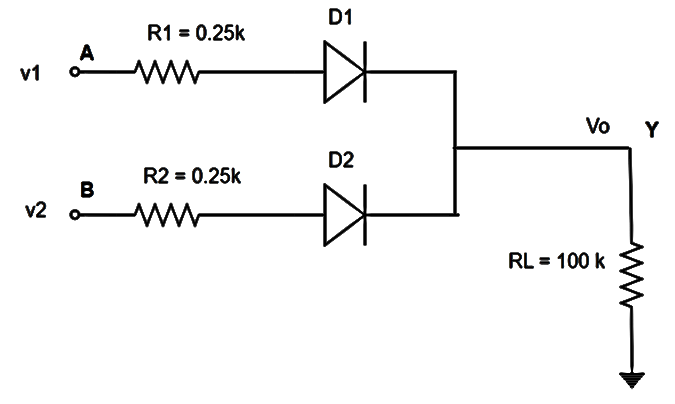 D1
R1 = 0.25k
A
v1
Vo Y
D2
R2 = 0.25k
B
v2
RL = 100 k